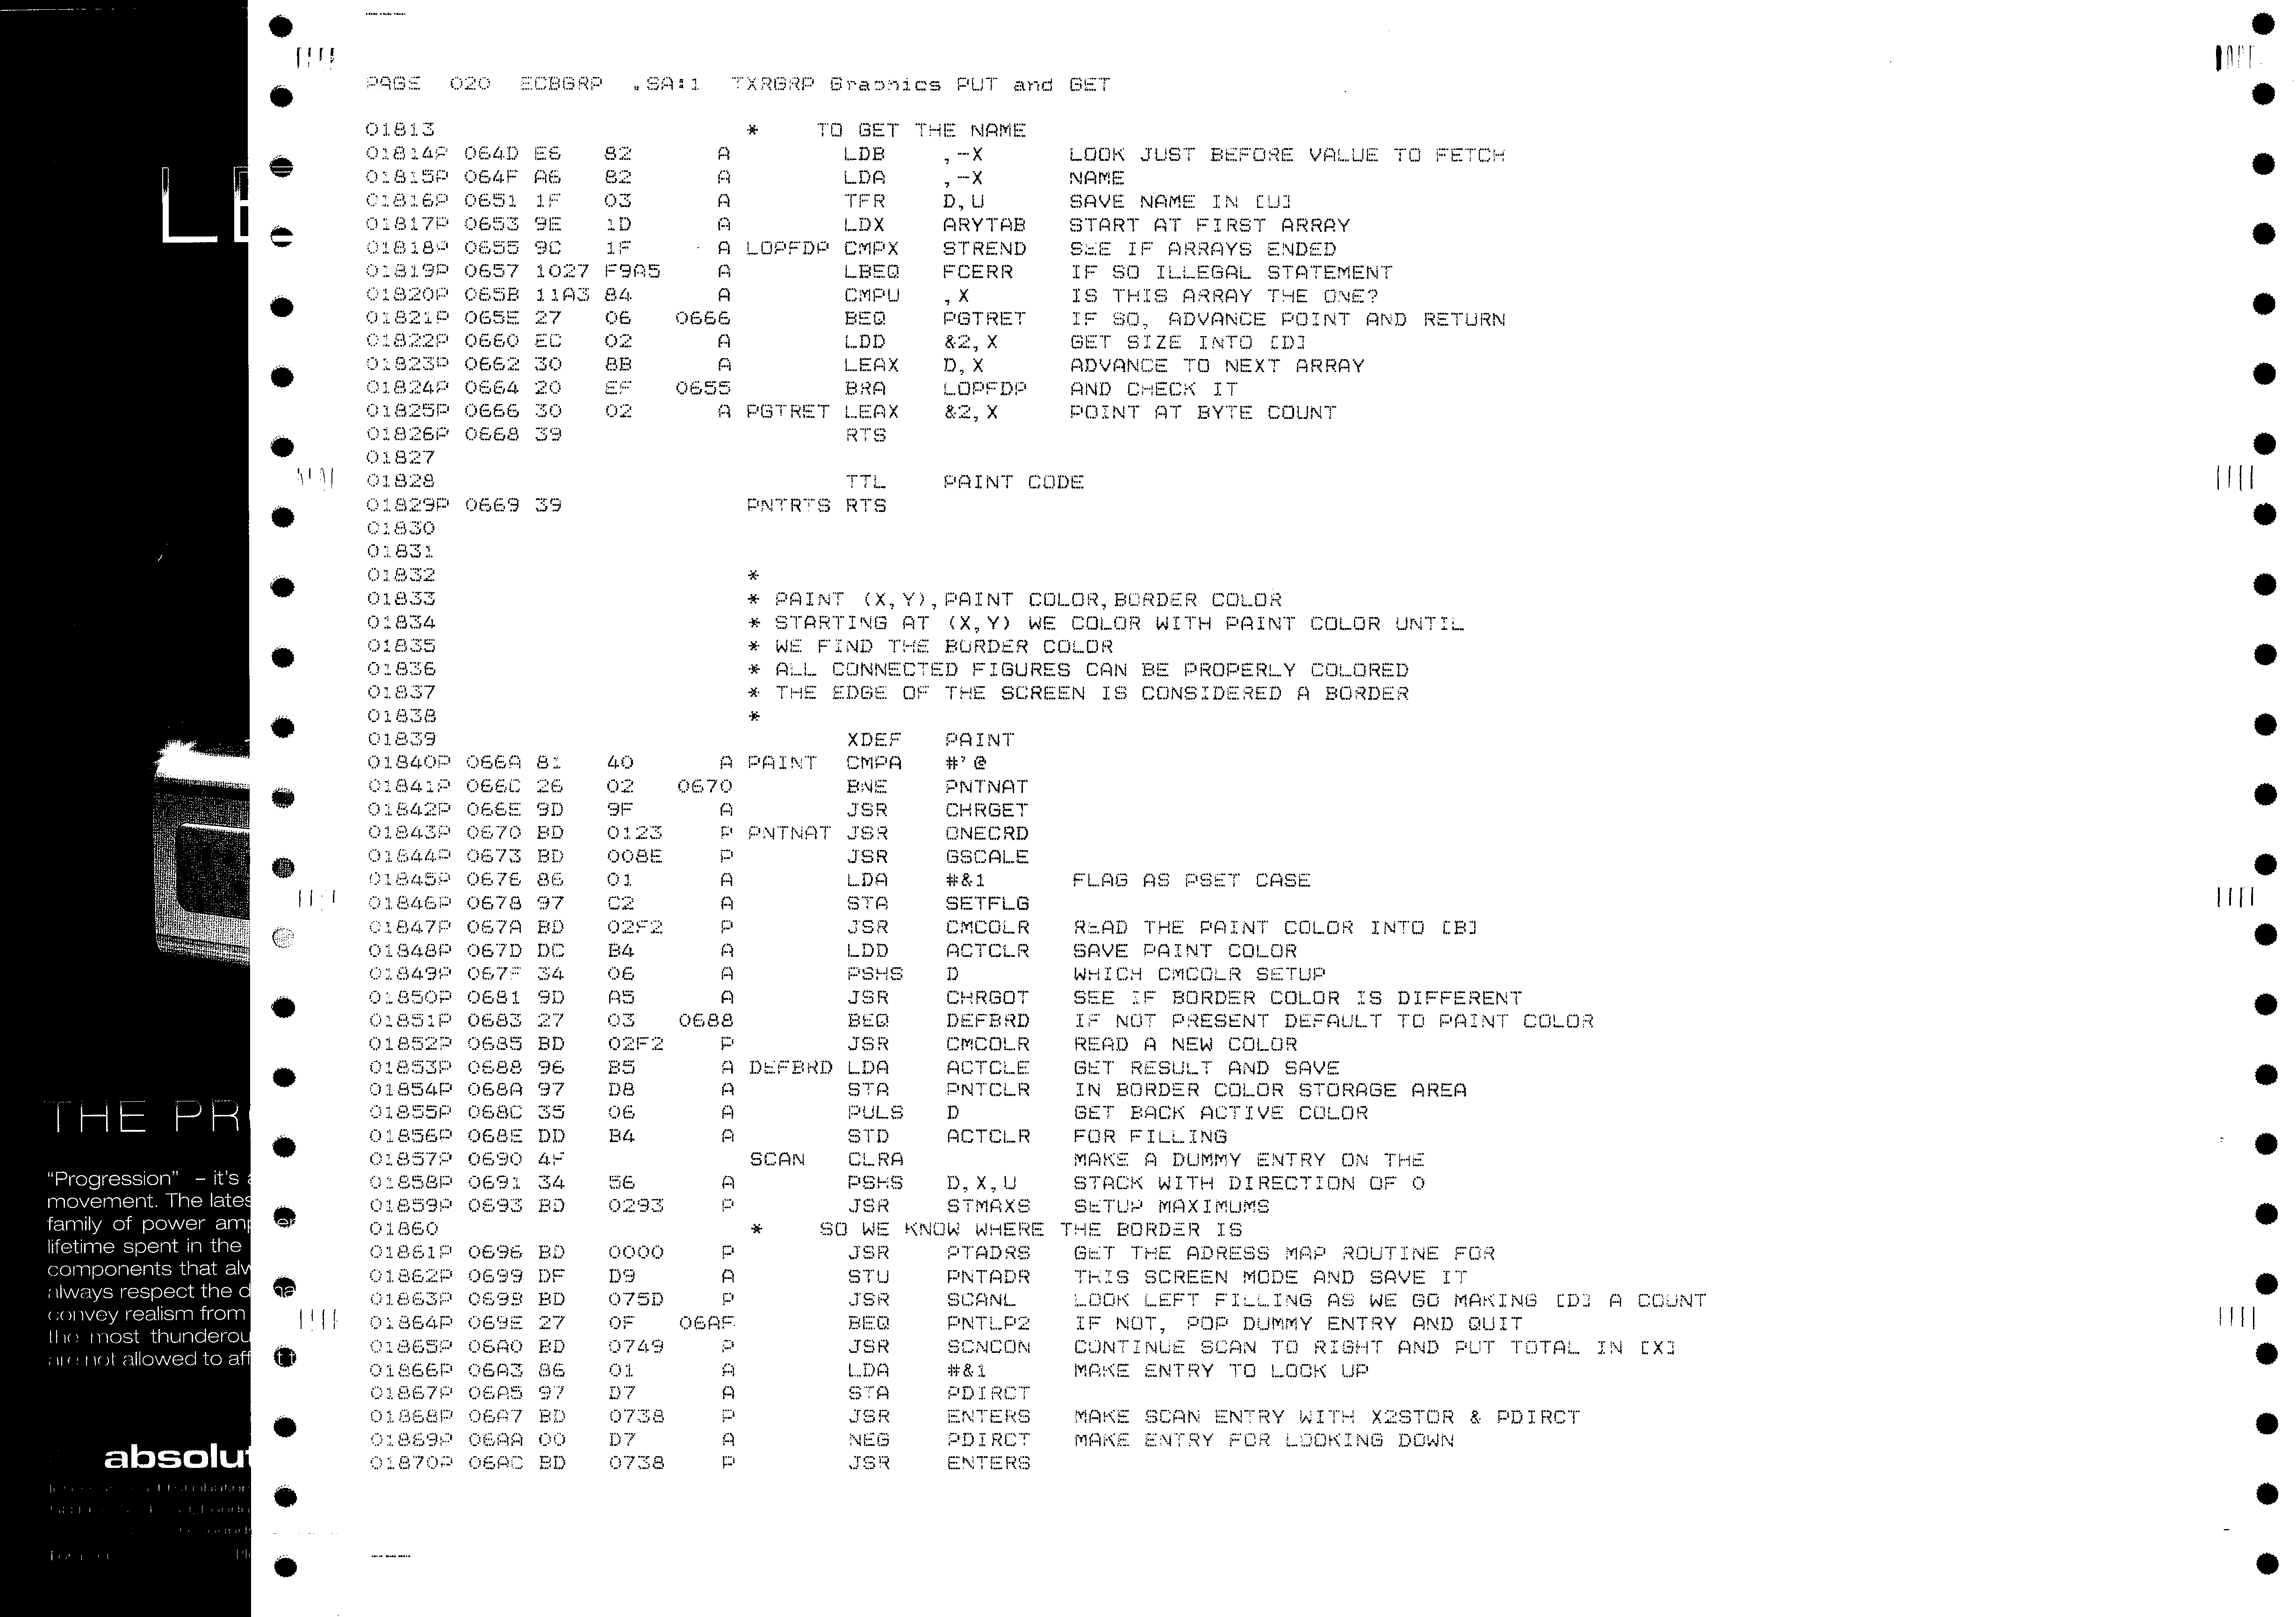 PAGE 020 ECBGRP .SA:1 TXRGRP Graphics PUT and GET
01813 * TO GET THE NAME
01814P 064D E6 82 A LDB ,-X LOOK JUST BEFORE VALUE TO FETCH
01815P 064F A6 82 A LDA ,-X NAME
01816P 0651 1F 03 A TFR D,U SAVE NAME IN [U]
01817P 0653 9E 1D A LDX ARYTAB START AT FIRST ARRAY
01818P 0655 9C 1F A LOPFDP CMPX STREND SEE IF ARRAYS ENDED
01819P 0657 1027 F9A5 A LBEQ FCERR IF SO ILLEGAL STATEMENT
01820P 065B 11A3 84 A CMPU ,X IS THIS ARRAY THE ONE?
01821P 065E 27 06 0666 BEQ PGTRET IF SO, ADVANCE POINT AND RETURN
01822P 0660 EC 02 A LDD &2,X GET SIZE INTO [D]
01823P 0662 30 8B A LEAX D,X ADVANCE TO NEXT ARRAY
01824P 0664 20 EF 0655 BRA LOPFDP AND CHECK IT
01825P 0666 30 02 A PGTRET LEAX &2,X POINT AT BYTE COUNT
01826P 0668 39 RTS
01827
01828 TTL PAINT CODE
01829P 0669 39 PNTRTS RTS
01830
01831
01832 *
01833 * PAINT (X,Y),PAINT COLOR,BORDER COLOR
01834 * STARTING AT (X,Y) WE COLOR WITH PAINT COLOR UNTIL
01835 * WE FIND THE BORDER COLOR
01836 * ALL CONNECTED FIGURES CAN BE PROPERLY COLORED
01837 * THE EDGE OF THE SCREEN IS CONSIDERED A BORDER
01838 *
01839 XDEF PAINT
01840P 066A 81 40 A PAINT CMPA #'@
01841P 066C 26 02 0670 BNE PNTNAT
01842P 066E 9D 9F A JSR CHRGET
01843P 0670 BD 0123 P PNTNAT JSR ONECRD
01844P 0673 BD 008E P JSR GSCALE
01845P 0676 86 01 A LDA #&1 FLAG AS PSET CASE
01846P 0678 97 C2 A STA SETFLG
01847P 067A BD 02F2 P JSR CMCOLR READ THE PAINT COLOR INTO [B]
01848P 067D DC B4 A LDD ACTCLR SAVE PAINT COLOR
01849P 067F 34 06 A PSHS D WHICH CMCOLR SETUP
01850P 0681 9D A5 A JSR CHRGOT SEE IF BORDER COLOR IS DIFFERENT
01851P 0683 27 03 0688 BEQ DEFBRD IF NOT PRESENT DEFAULT TO PAINT COLOR
01852P 0685 BD 02F2 P JSR CMCOLR READ A NEW COLOR
01853P 0688 96 B5 A DEFBRD LDA ACTCLE GET RESULT AND SAVE
01854P 068A 97 D8 A STA PNTCLR IN BORDER COLOR STORAGE AREA
01855P 068C 35 06 A PULS D GET BACK ACTIVE COLOR
01856P 068E DD B4 A STD ACTCLR FOR FILLING
01857P 0690 4F SCAN CLRA MAKE A DUMMY ENTRY ON THE
01858P 0691 34 56 A PSHS D,X,U STACK WITH DIRECTION OF 0
01859P 0693 BD 0293 P JSR STMAXS SETUP MAXIMUMS
01860 * SO WE KNOW WHERE THE BORDER IS
01861P 0696 BD 0000 P JSR PTADRS GET THE ADRESS MAP ROUTINE FOR
01862P 0699 DF D9 A STU PNTADR THIS SCREEN MODE AND SAVE IT
01863P 069B BD 075D P JSR SCANL LOOK LEFT FILLING AS WE GO MAKING [D] A COUNT
01864P 069E 27 0F 06AF BEQ PNTLP2 IF NOT, POP DUMMY ENTRY AND QUIT
01865P 06A0 BD 0749 P JSR SCNCON CONTINUE SCAN TO RIGHT AND PUT TOTAL IN [X]
01866P 06A3 86 01 A LDA #&1 MAKE ENTRY TO LOOK UP
01867P 06A5 97 D7 A STA PDIRCT
01868P 06A7 BD 0738 P JSR ENTERS MAKE SCAN ENTRY WITH X2STOR & PDIRCT
01869P 06AA 00 D7 A NEG PDIRCT MAKE ENTRY FOR LOOKING DOWN
01870P 06AC BD 0738 P JSR ENTERS
THE PR
"Progression" – it's
movement. The lates
family of power amp
lifetime spent in the
components that alw
always respect the d
convey realism from
the most thunderou
are not allowed to aff
absolut